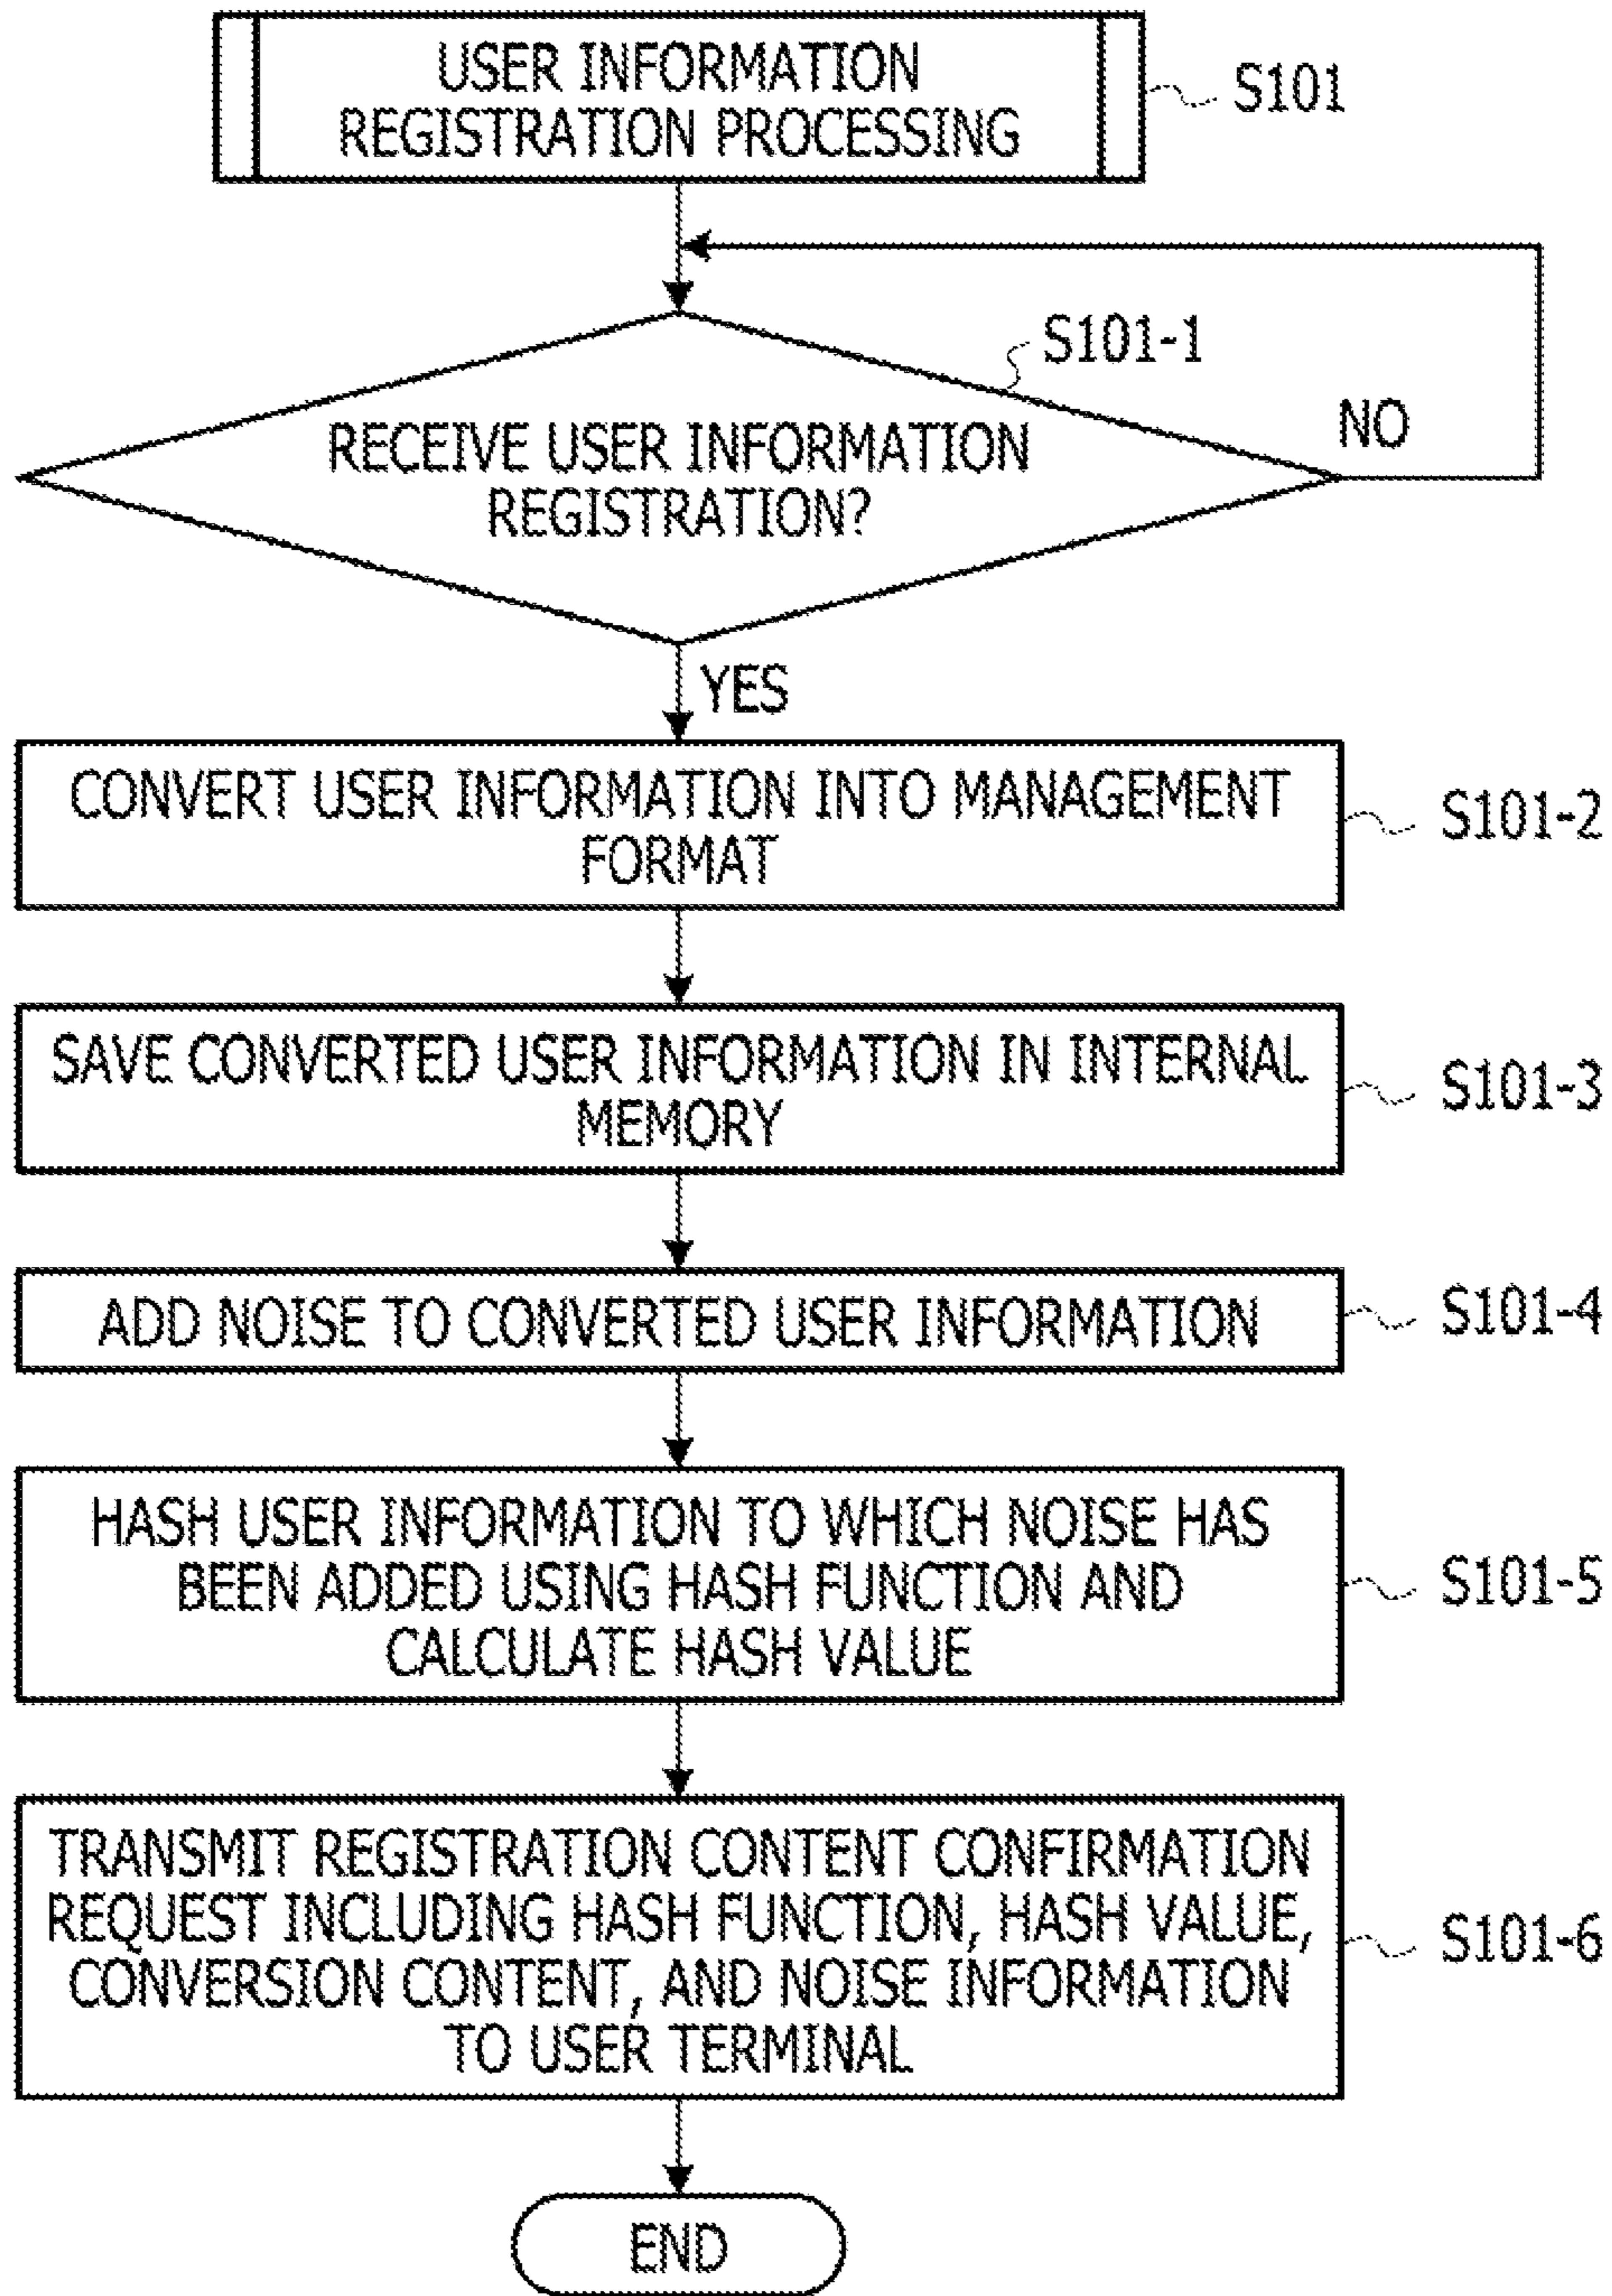 USER INFORMATION
REGISTRATION PROCESSING
S101
S101-1
RECEIVE USER INFORMATION
REGISTRATION?
NO
YES
CONVERT USER INFORMATION INTO MANAGEMENT
FORMAT
S101-2
SAVE CONVERTED USER INFORMATION IN INTERNAL
MEMORY
S101-3
ADD NOISE TO CONVERTED USER INFORMATION
S101-4
HASH USER INFORMATION TO WHICH NOISE HAS
BEEN ADDED USING HASH FUNCTION AND
CALCULATE HASH VALUE
S101-5
TRANSMIT REGISTRATION CONTENT CONFIRMATION
REQUEST INCLUDING HASH FUNCTION, HASH VALUE,
CONVERSION CONTENT, AND NOISE INFORMATION
TO USER TERMINAL
S101-6
END